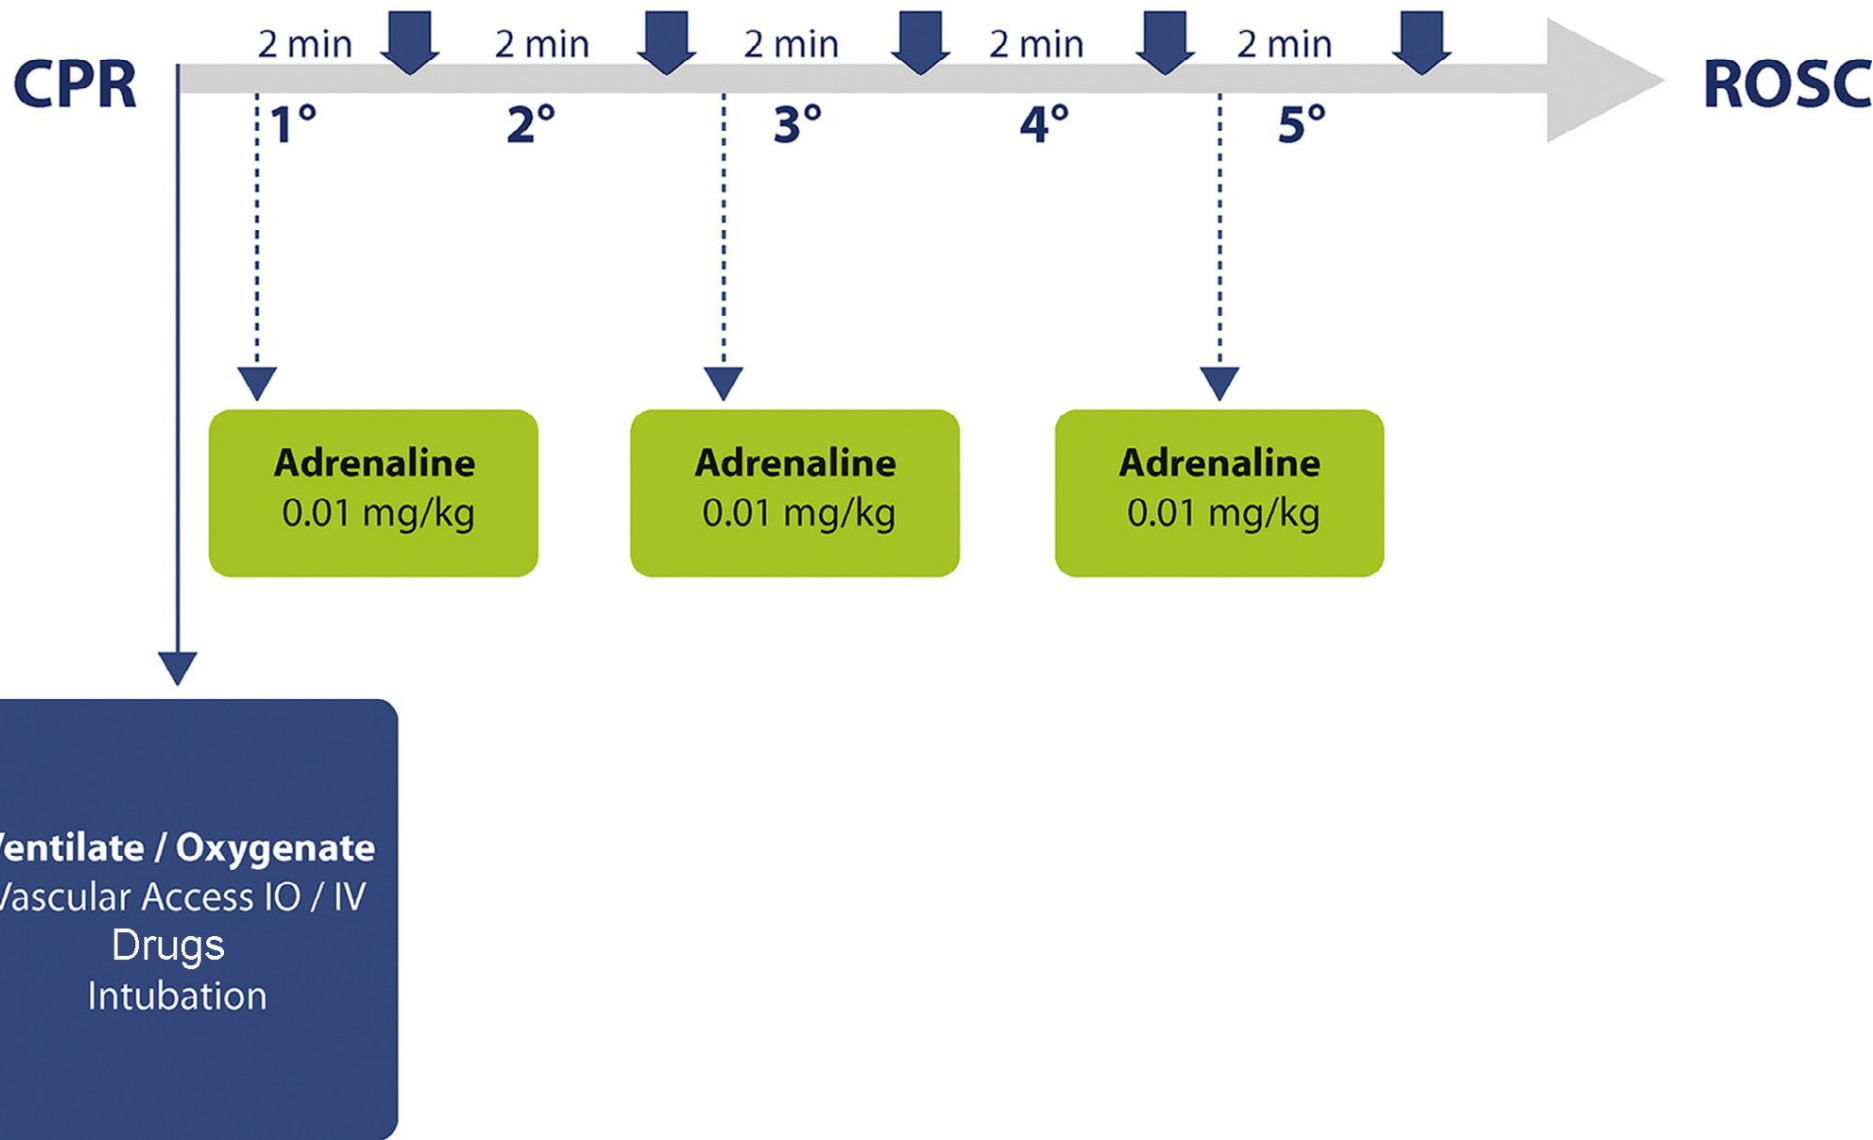 2 min 2 min 2 min 2 min 2 min
CPR ROSC
1° 2° 3° 4° 5°
Adrenaline Adrenaline Adrenaline
0.01 mg/kg 0.01 mg/kg 0.01 mg/kg
Ventilate / Oxygenate
Vascular Access IO / IV
Drugs
Intubation